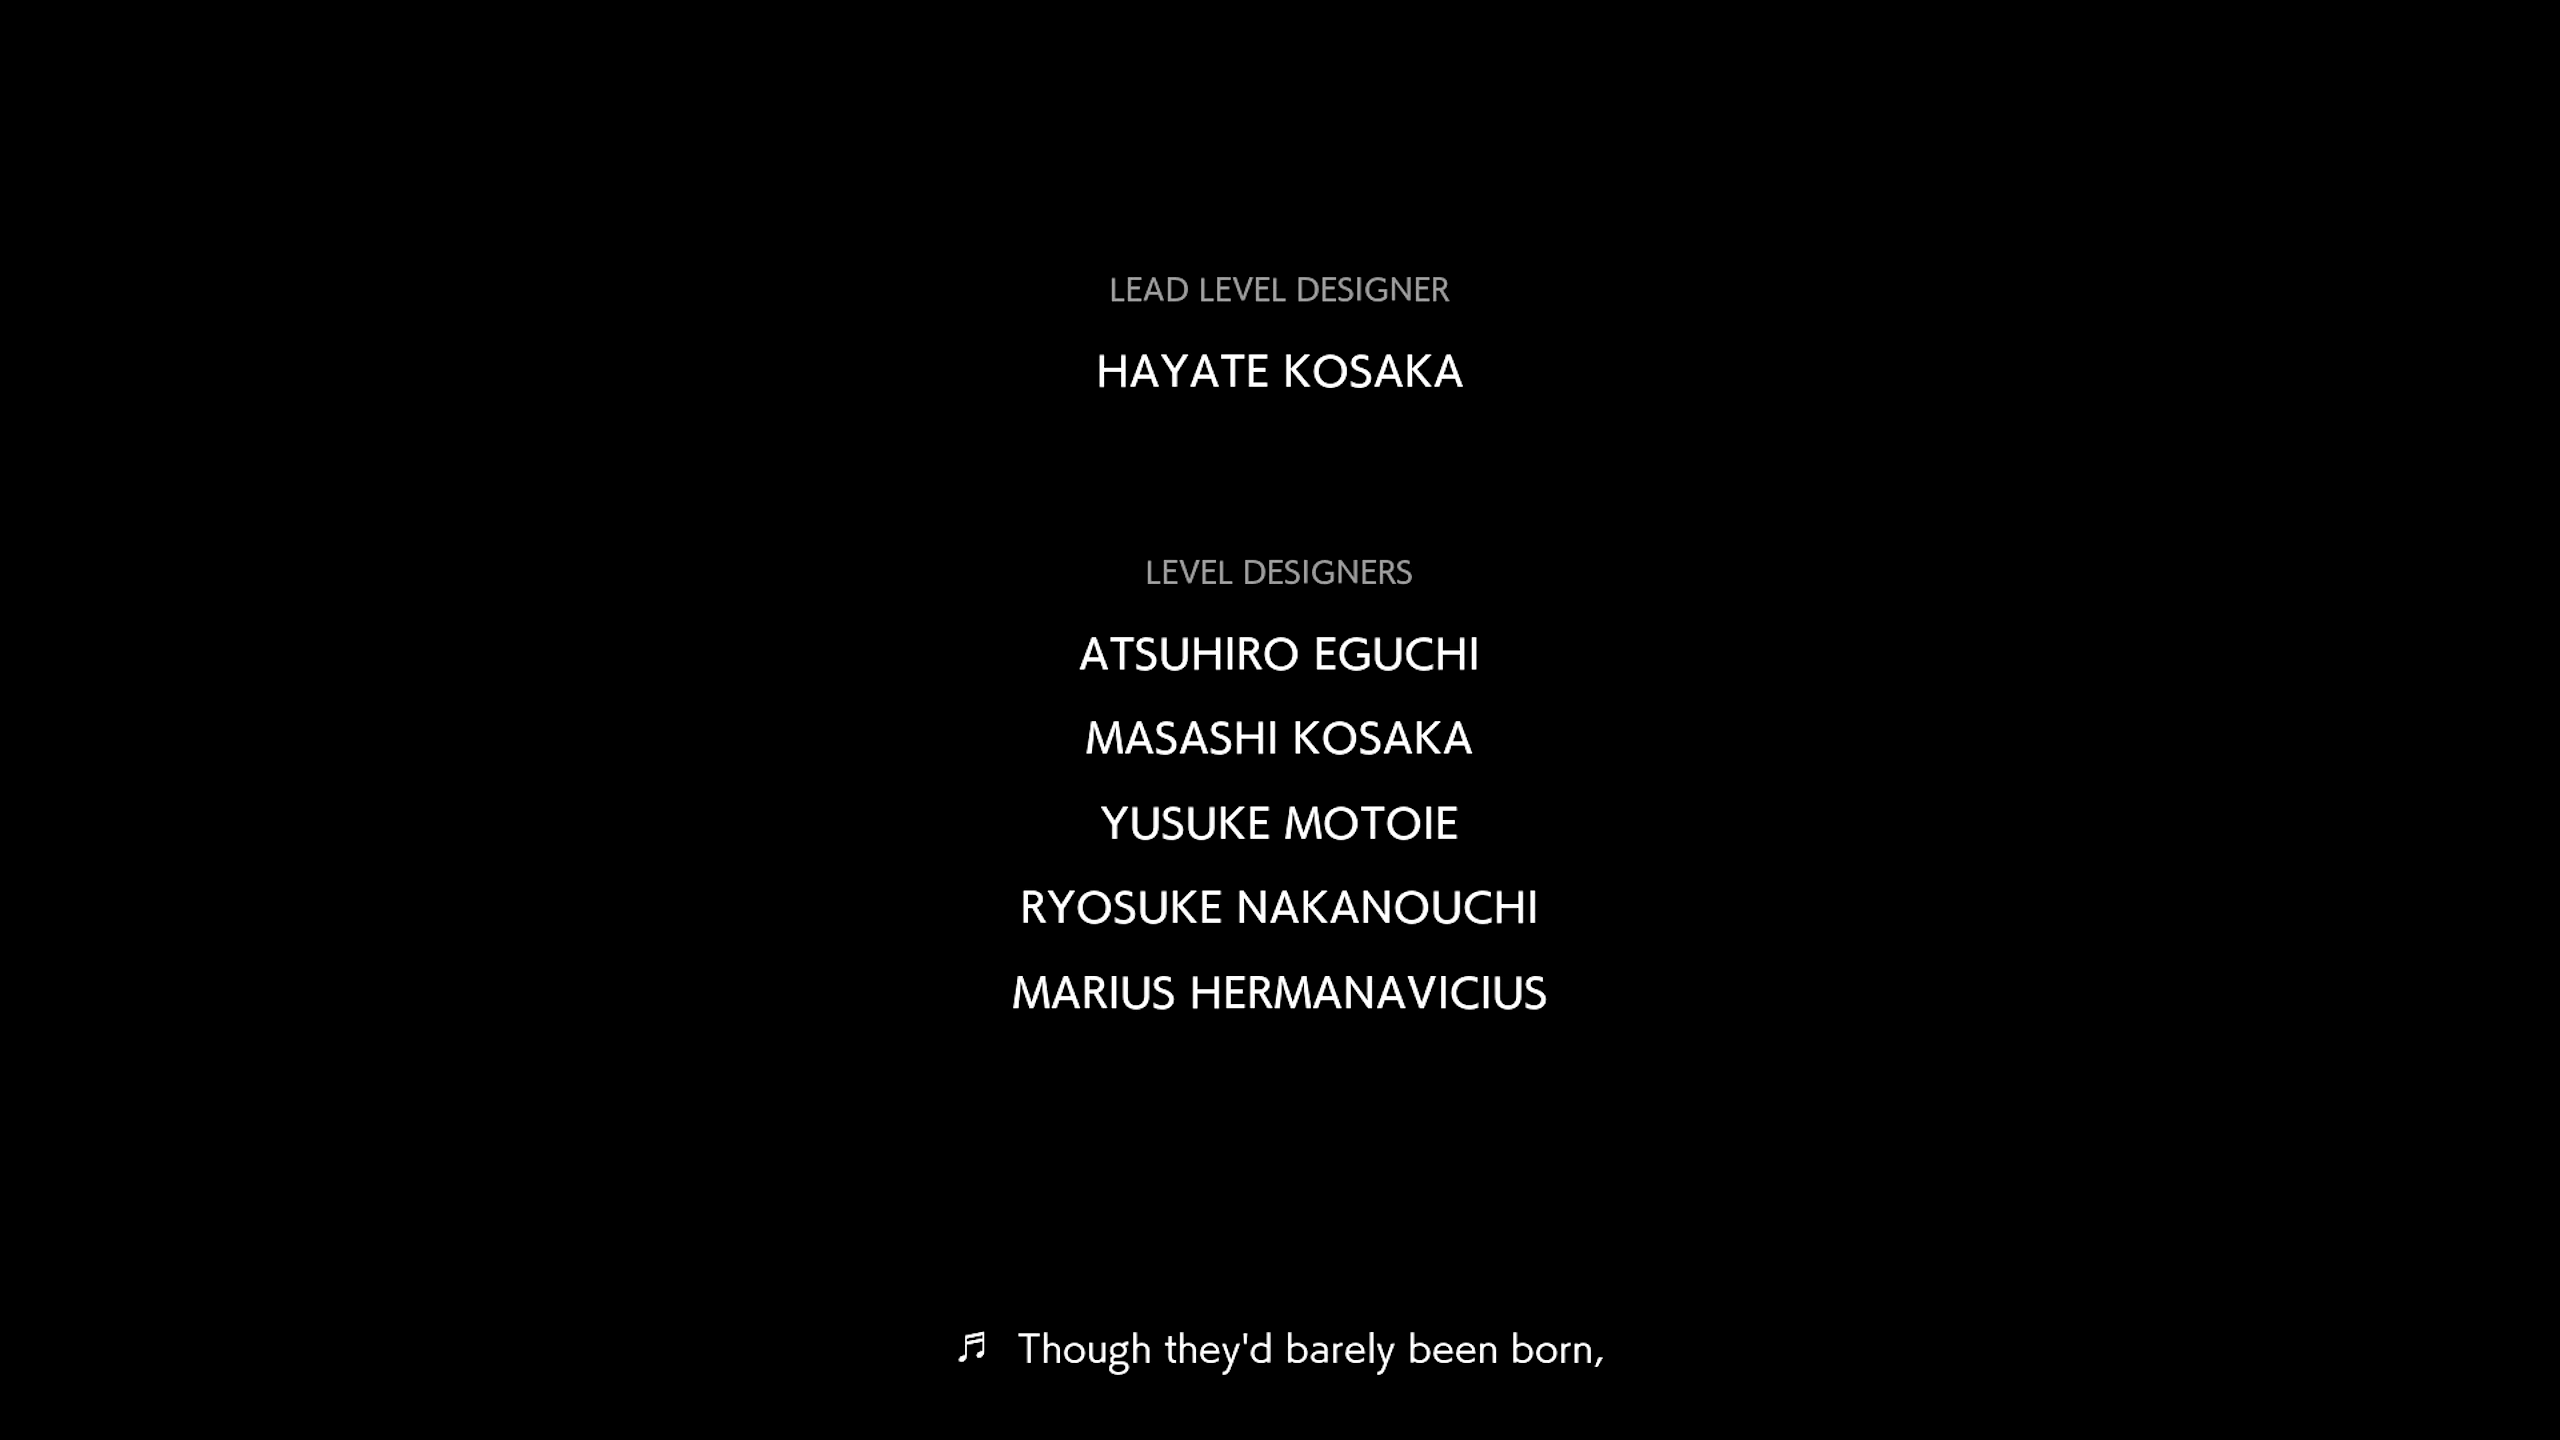 LEAD LEVEL DESIGNER
HAYATE KOSAKA
LEVEL DESIGNERS
ATSUHIRO EGUCHI
MASASHI KOSAKA
YUSUKE MOTOIE
RYOSUKE NAKANOUCHI
MARIUS HERMANAVICIUS
♬ Though they'd barely been born,